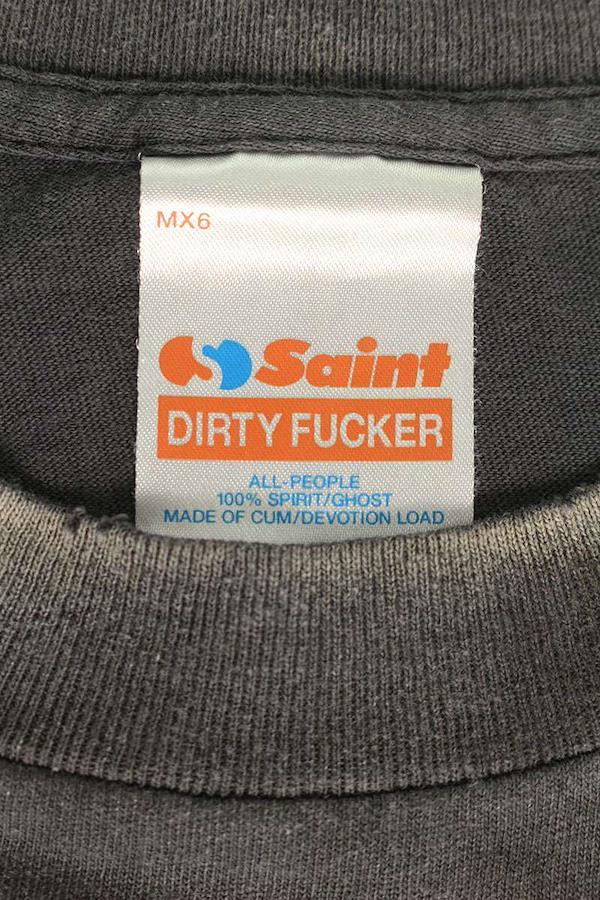 MX6
Saint
DIRTY FUCKER
ALL-PEOPLE
100% SPIRIT/GHOST
MADE OF CUM/DEVOTION LOAD